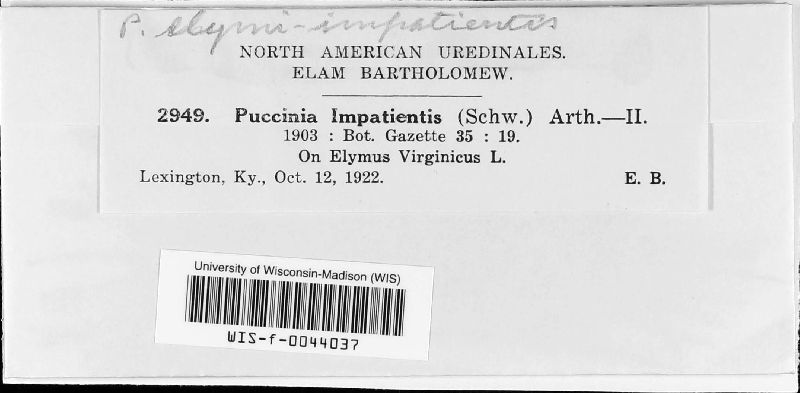 P. elymi-impatientis
NORTH AMERICAN UREDINALES.
ELAM BARTHOLOMEW.
2949. Puccinia Impatientis (Schw.) Arth.—II.
1903 : Bot. Gazette 35 : 19.
On Elymus Virginicus L.
Lexington, Ky., Oct. 12, 1922. E. B.
University of Wisconsin-Madison (WIS)
WIS-f-0044037